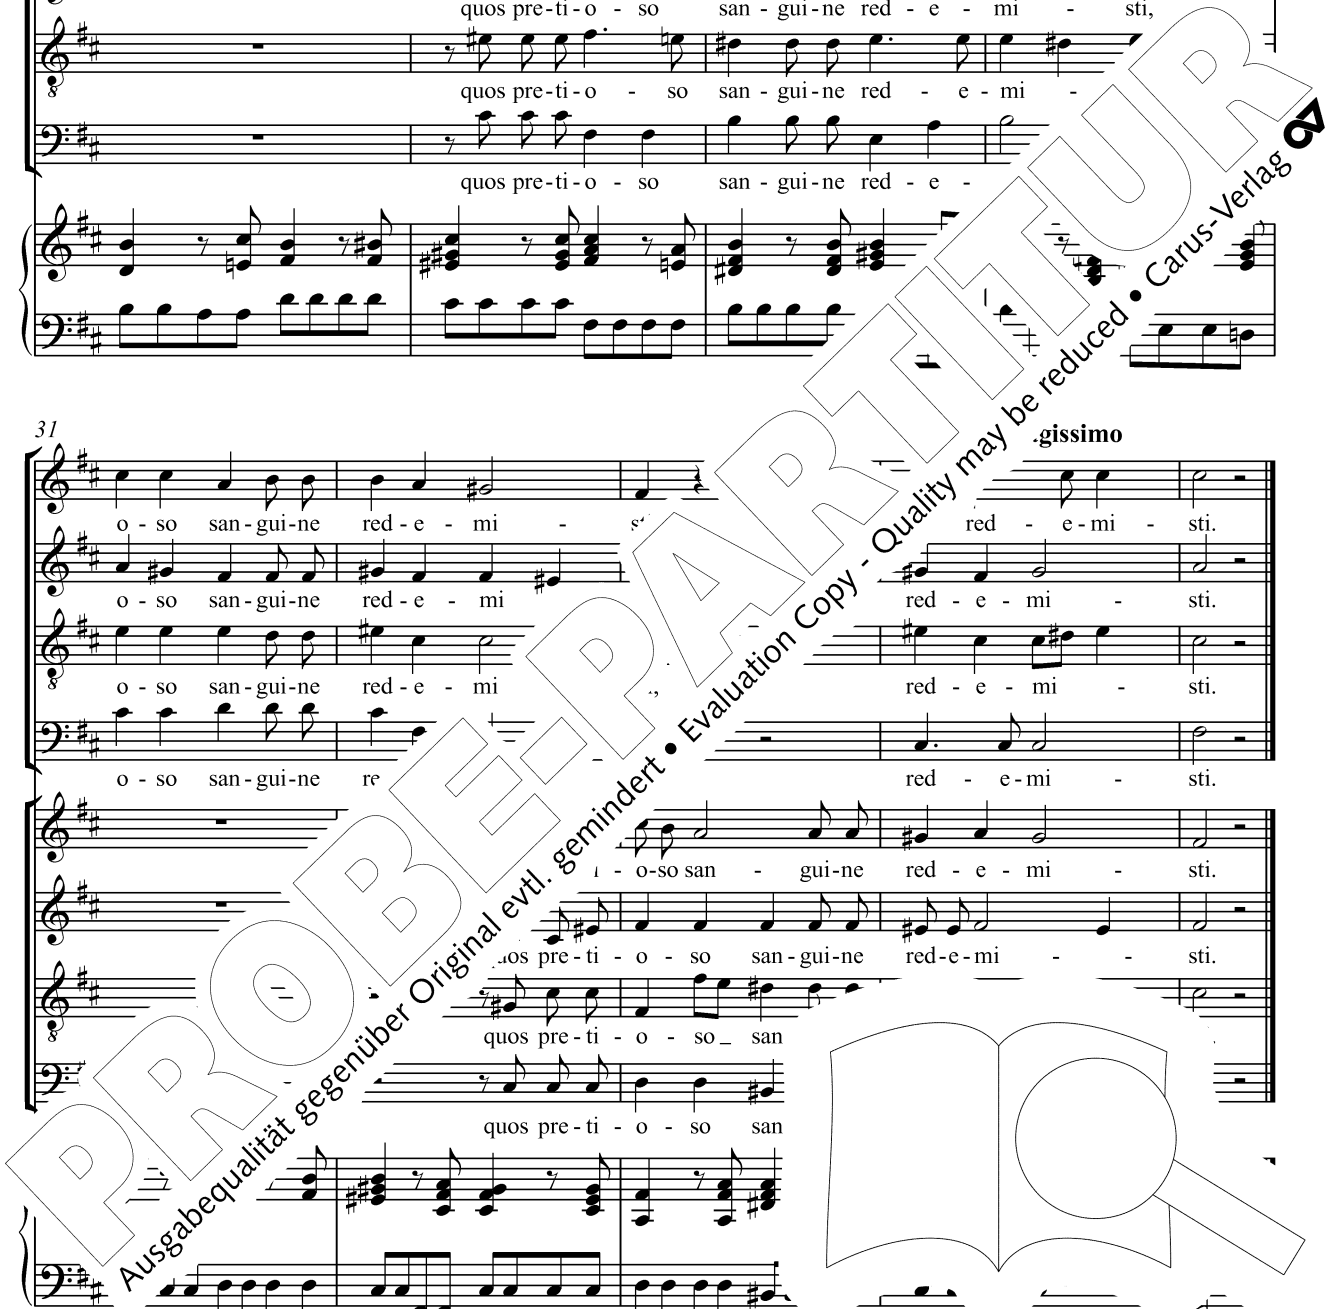 quos pre-ti-o - so san - gui-ne red - e - mi - sti,
quos pre-ti-o - so san - gui-ne red - e - mi -
quos pre-ti-o - so san - gui-ne red - e -
31
gissimo
o - so san-gui-ne red - e - mi - red - e-mi - sti.
o - so san-gui-ne red - e - mi red - e - mi - sti.
o - so san-gui-ne red - e - mi red - e - mi - sti.
o - so san-gui-ne red - e-mi - sti.
- o-so san - gui-ne red - e - mi - sti.
pre-ti - o - so san-gui-ne red-e-mi - - sti.
quos pre-ti - o - so _ san
quos pre-ti - o - so san
PROBE-PARTITUR
Ausgabequalität gegenüber Original evtl. gemindert • Evaluation Copy - Quality may be reduced • Carus-Verlag